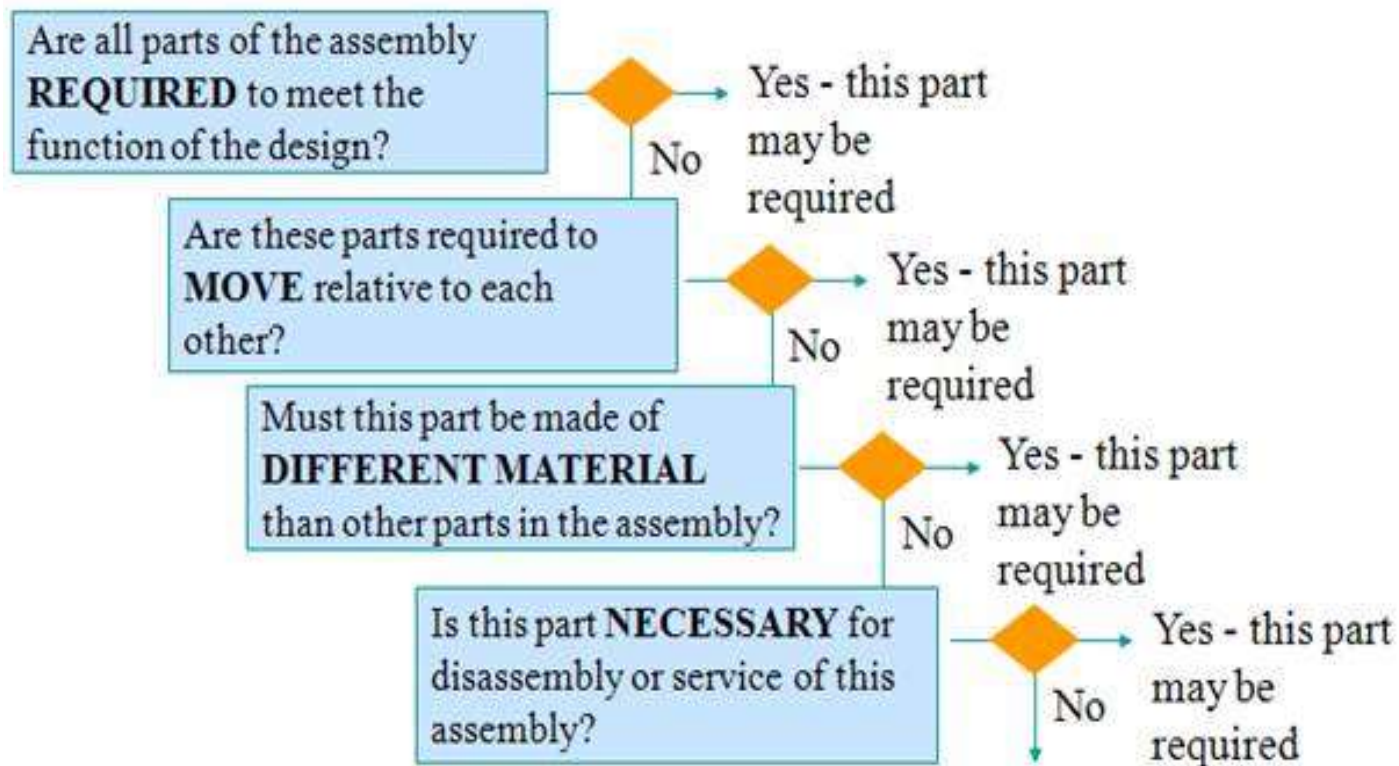 Are all parts of the assembly
REQUIRED to meet the
function of the design?
Yes - this part
may be
required
No
Are these parts required to
MOVE relative to each
other?
Yes - this part
may be
required
No
Must this part be made of
DIFFERENT MATERIAL
than other parts in the assembly?
Yes - this part
may be
required
No
Is this part NECESSARY for
disassembly or service of this
assembly?
Yes - this part
may be
required
No